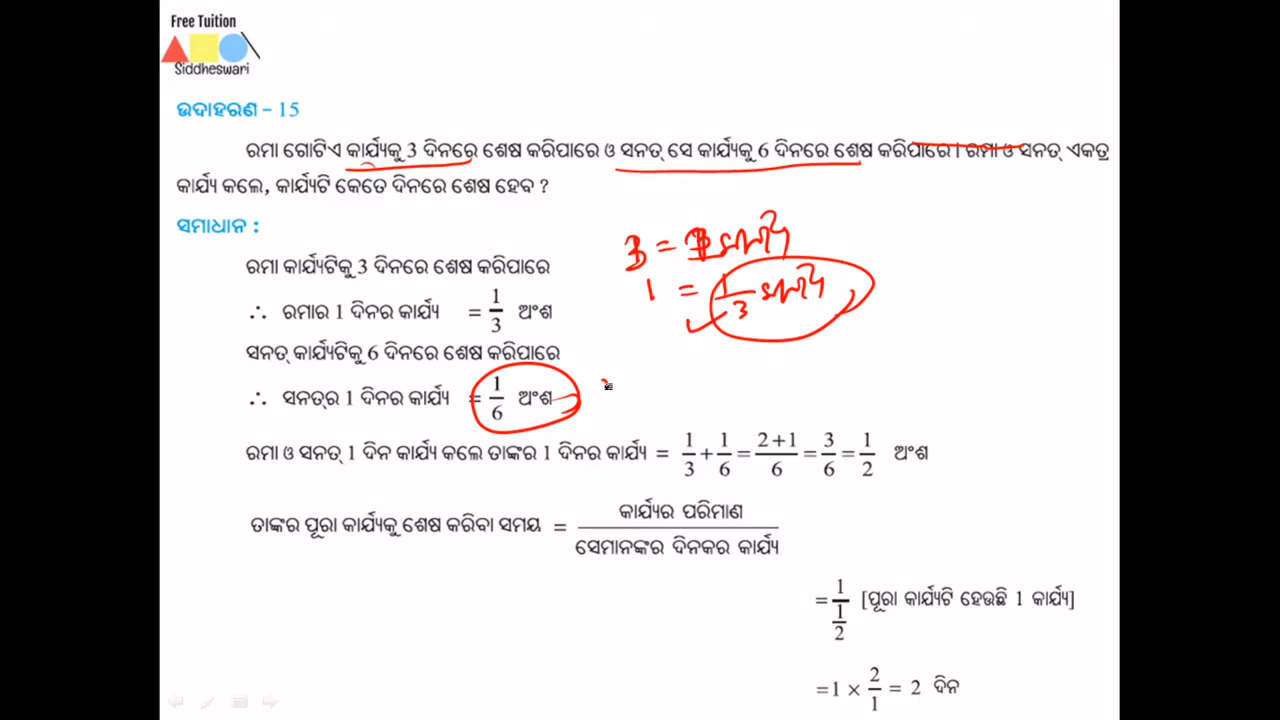 Free Tuition
Siddheswari
ଉଦାହରଣ - 15
ରମା ଗୋଟିଏ କାର୍ଯ୍ୟକୁ 3 ଦିନରେ ଶେଷ କରିପାରେ ଓ ସନତ୍ ସେ କାର୍ଯ୍ୟକୁ 6 ଦିନରେ ଶେଷ କରିପାରେ । ରମା ଓ ସନତ୍ ଏକତ୍ର
କାର୍ଯ୍ୟ କଲେ, କାର୍ଯ୍ୟଟି କେତେ ଦିନରେ ଶେଷ ହେବ ?
ସମାଧାନ :
ରମା କାର୍ଯ୍ୟଟିକୁ 3 ଦିନରେ ଶେଷ କରିପାରେ
3 =
∴ ରମାର 1 ଦିନର କାର୍ଯ୍ୟ = 1/3 ଅଂଶ
1 = 1/3
ସନତ୍ କାର୍ଯ୍ୟଟିକୁ 6 ଦିନରେ ଶେଷ କରିପାରେ
∴ ସନତ୍‌ର 1 ଦିନର କାର୍ଯ୍ୟ = 1/6 ଅଂଶ
ରମା ଓ ସନତ୍ 1 ଦିନ କାର୍ଯ୍ୟ କଲେ ତାଙ୍କର 1 ଦିନର କାର୍ଯ୍ୟ = 1/3 + 1/6 = 2+1/6 = 3/6 = 1/2 ଅଂଶ
ତାଙ୍କର ପୂରା କାର୍ଯ୍ୟକୁ ଶେଷ କରିବା ସମୟ = କାର୍ଯ୍ୟର ପରିମାଣ / ସେମାନଙ୍କର ଦିନକର କାର୍ଯ୍ୟ
= 1/1/2 [ପୂରା କାର୍ଯ୍ୟଟି ହେଉଛି 1 କାର୍ଯ୍ୟ]
= 1 × 2/1 = 2 ଦିନ